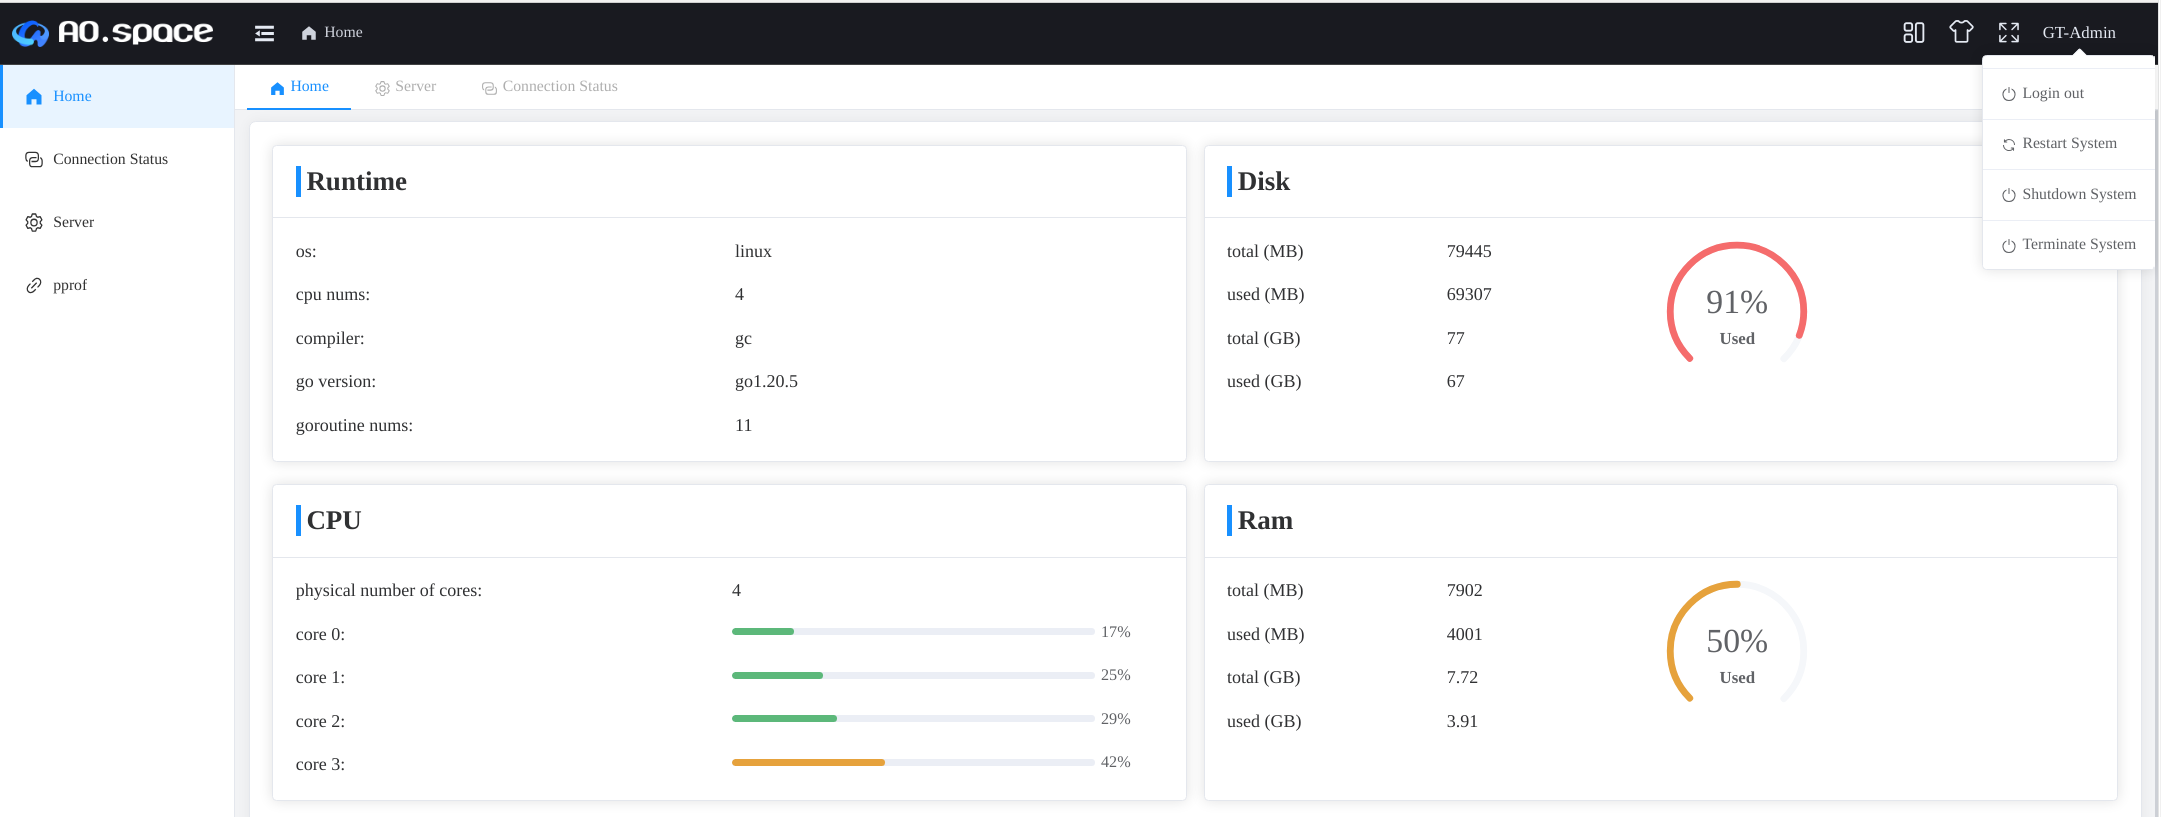 AO.space
Home
GT-Admin
Home
Server
Connection Status
Login out
Restart System
Shutdown System
Terminate System
Home
Connection Status
Server
pprof
Runtime
os: linux
cpu nums: 4
compiler: gc
go version: go1.20.5
goroutine nums: 11
Disk
total (MB) 79445
used (MB) 69307
total (GB) 77
used (GB) 67
91%
Used
CPU
physical number of cores: 4
core 0: 17%
core 1: 25%
core 2: 29%
core 3: 42%
Ram
total (MB) 7902
used (MB) 4001
total (GB) 7.72
used (GB) 3.91
50%
Used